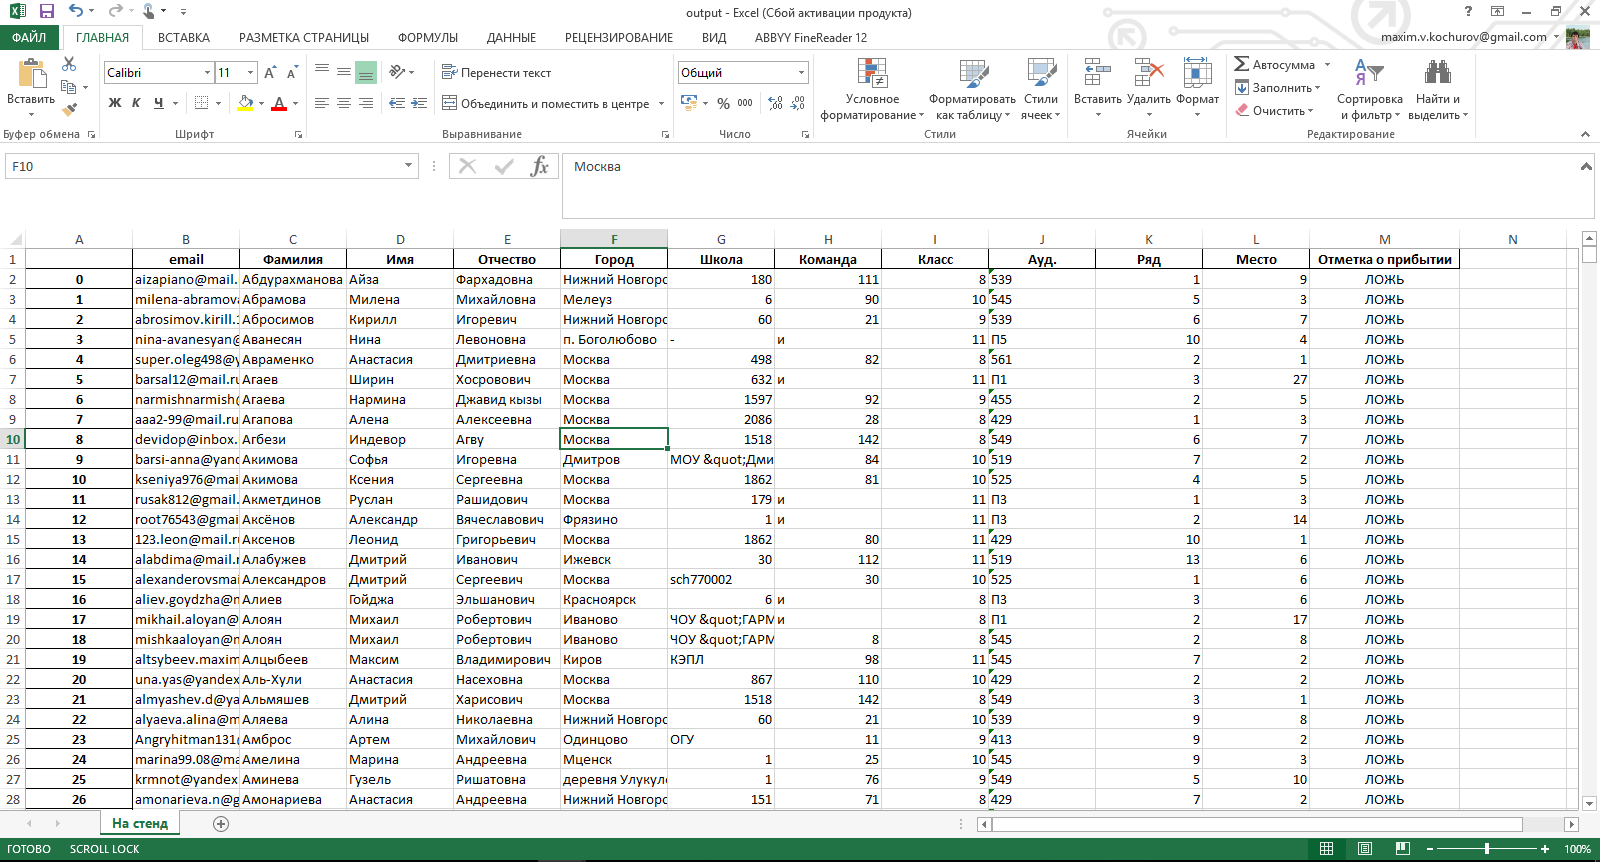 output - Excel (Сбой активации продукта)
ФАЙЛ ГЛАВНАЯ ВСТАВКА РАЗМЕТКА СТРАНИЦЫ ФОРМУЛЫ ДАННЫЕ РЕЦЕНЗИРОВАНИЕ ВИД ABBYY FineReader 12 maxim.v.kochurov@gmail.com
Calibri 11 Перенести текст Общий Автосумма
Вставить Условное форматирование Форматировать как таблицу Стили ячеек Вставить Удалить Формат Заполнить Сортировка и фильтр Найти и выделить
Ж К Ч А Объединить и поместить в центре % 000 Очистить
Буфер обмена Шрифт Выравнивание Число Стили Ячейки Редактирование
F10 fx Москва
A B C D E F G H I J K L M N
1 email Фамилия Имя Отчество Город Школа Команда Класс Ауд. Ряд Место Отметка о прибытии
2 0 aizapiano@mail. Абдурахманова Айза Фархадовна Нижний Новгоро 180 111 8 539 1 9 ЛОЖЬ
3 1 milena-abramova Абрамова Милена Михайловна Мелеуз 6 90 10 545 5 3 ЛОЖЬ
4 2 abrosimov.kirill.1 Абросимов Кирилл Игоревич Нижний Новгоро 60 21 9 539 6 7 ЛОЖЬ
5 3 nina-avanesyan@ Аванесян Нина Левоновна п. Боголюбово - и 11 П5 10 4 ЛОЖЬ
6 4 super.oleg498@y Авраменко Анастасия Дмитриевна Москва 498 82 8 561 2 1 ЛОЖЬ
7 5 barsal12@mail.ru Агаев Ширин Хосровович Москва 632 и 11 П1 3 27 ЛОЖЬ
8 6 narmishnarmish@ Агаева Нармина Джавид кызы Москва 1597 92 9 455 2 5 ЛОЖЬ
9 7 aaa2-99@mail.ru Агапова Алена Алексеевна Москва 2086 28 8 429 1 3 ЛОЖЬ
10 8 devidop@inbox. Агбези Индевор Агву Москва 1518 142 8 549 6 7 ЛОЖЬ
11 9 barsi-anna@yand Акимова Софья Игоревна Дмитров МОУ &quot;Дми 84 10 519 7 2 ЛОЖЬ
12 10 kseniya976@mai Акимова Ксения Сергеевна Москва 1862 81 10 525 4 5 ЛОЖЬ
13 11 rusak812@gmail. Акметдинов Руслан Рашидович Москва 179 и 11 П3 1 3 ЛОЖЬ
14 12 root76543@gmai Аксёнов Александр Вячеславович Фрязино 1 и 11 П3 2 14 ЛОЖЬ
15 13 123.leon@mail.ru Аксенов Леонид Григорьевич Москва 1862 80 11 429 10 1 ЛОЖЬ
16 14 alabdima@mail.r Алабужев Дмитрий Иванович Ижевск 30 112 11 519 13 6 ЛОЖЬ
17 15 alexanderovsmai Александров Дмитрий Сергеевич Москва sch770002 30 10 525 1 6 ЛОЖЬ
18 16 aliev.goydzha@m Алиев Гойджа Эльшанович Красноярск 6 и 8 П3 3 6 ЛОЖЬ
19 17 mikhail.aloyan@ Алоян Михаил Робертович Иваново ЧОУ &quot;ГАРМ и 8 П1 2 17 ЛОЖЬ
20 18 mishkaaloyan@m Алоян Михаил Робертович Иваново ЧОУ &quot;ГАРМ 8 8 545 2 8 ЛОЖЬ
21 19 altsybeev.maxim Алцыбеев Максим Владимирович Киров КЭПЛ 98 11 545 7 2 ЛОЖЬ
22 20 una.yas@yandex Аль-Хули Анастасия Насеховна Москва 867 110 10 429 2 2 ЛОЖЬ
23 21 almyashev.d@ya Альмяшев Дмитрий Харисович Москва 1518 142 8 549 3 1 ЛОЖЬ
24 22 alyaeva.alina@m Аляева Алина Николаевна Нижний Новгоро 60 21 10 539 9 8 ЛОЖЬ
25 23 Angryhitman131 Амброс Артем Михайлович Одинцово ОГУ 11 9 413 9 2 ЛОЖЬ
26 24 marina99.08@ma Амелина Марина Андреевна Мценск 1 25 10 545 9 3 ЛОЖЬ
27 25 krmnot@yandex Аминева Гузель Ришатовна деревня Улукуле 1 76 9 549 5 10 ЛОЖЬ
28 26 amonarieva.n@g Амонариева Анастасия Андреевна Нижний Новгоро 151 71 8 429 7 2 ЛОЖЬ
На стенд
ГОТОВО SCROLL LOCK 100%